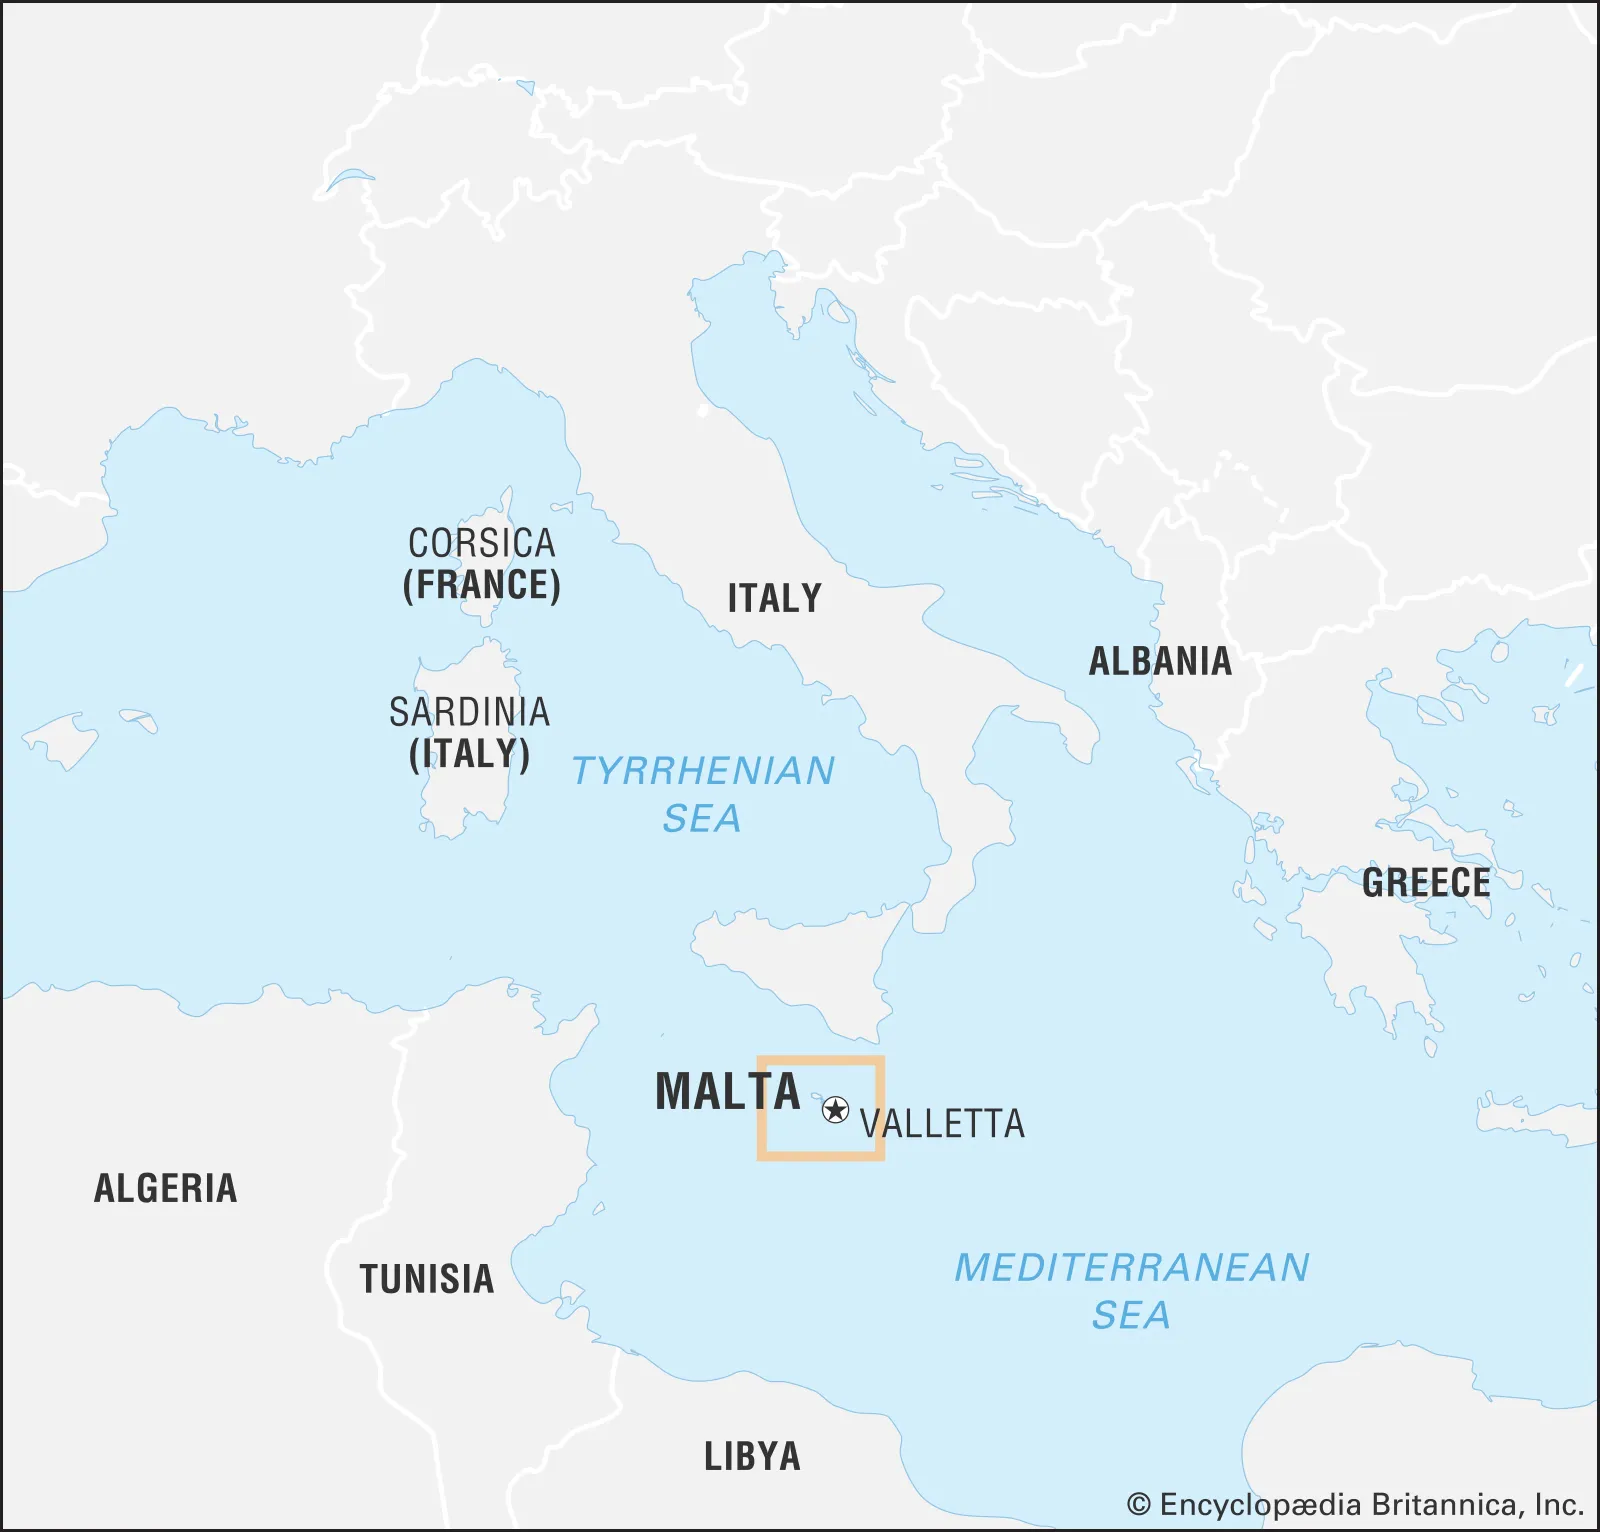 CORSICA
(FRANCE)
ITALY
ALBANIA
SARDINIA
(ITALY)
TYRRHENIAN
SEA
GREECE
MALTA
VALLETTA
ALGERIA
TUNISIA
MEDITERRANEAN
SEA
LIBYA
© Encyclopædia Britannica, Inc.